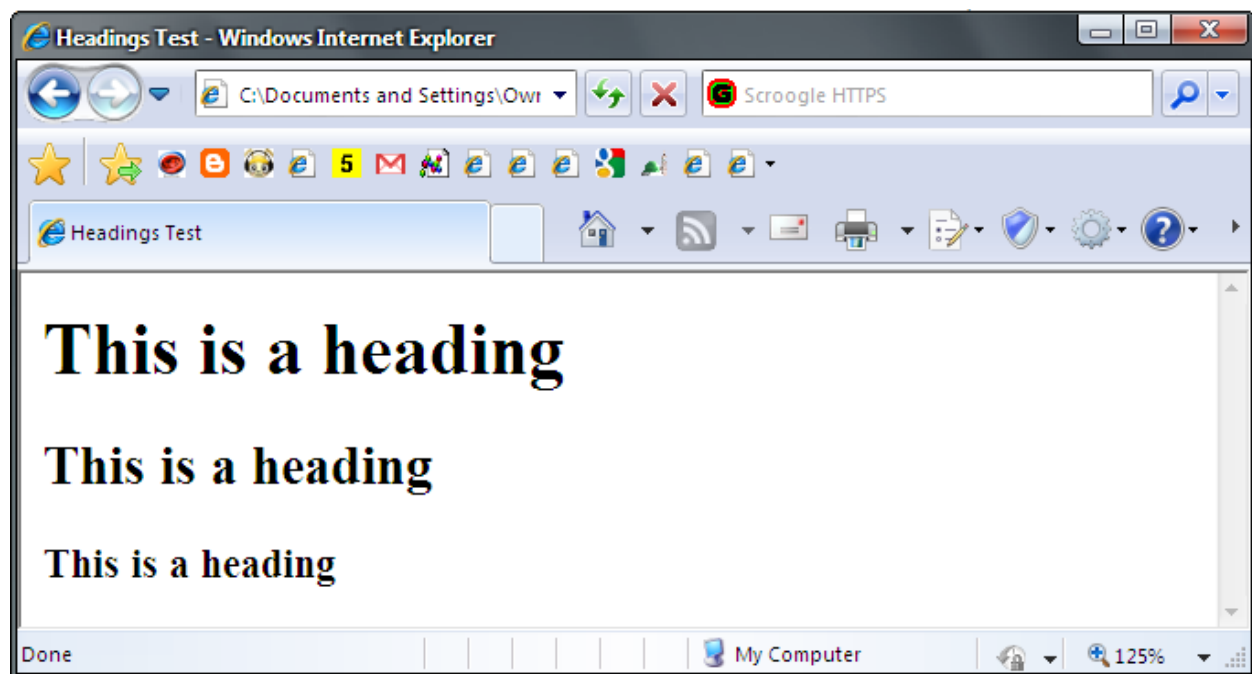 Headings Test - Windows Internet Explorer
C:\Documents and Settings\Owr
G Scroogle HTTPS
5
Headings Test
This is a heading
This is a heading
This is a heading
Done My Computer 125%